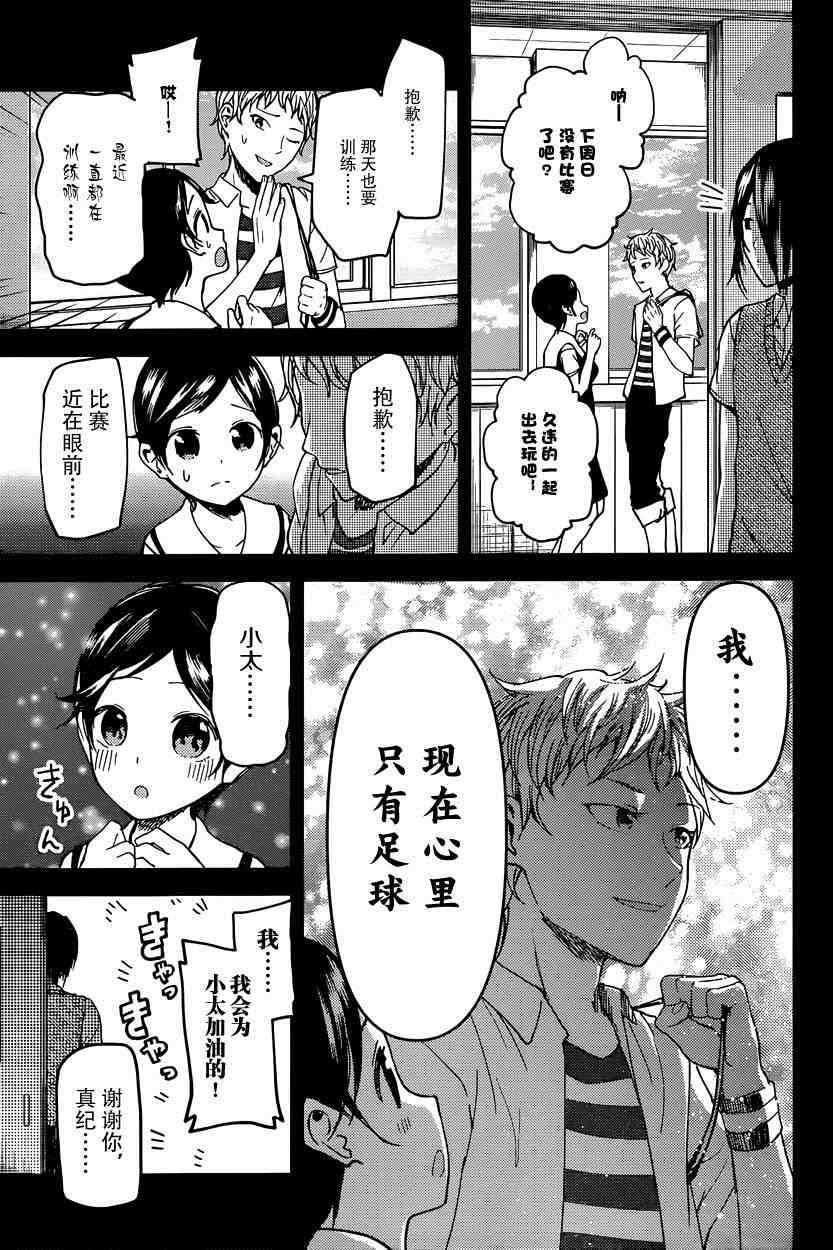 呐—
下周日
没有比赛
了吧？
久违的一起
出去玩吧—
抱歉……
那天也要
训练……
哎—！
最近
一直都在
训练啊……
抱歉……
比赛
近在眼前……
我……
现在心里
只有足球
小太……
きゅん
我……
我会为
小太加油的！
きゃっ
きゃっ
谢谢你，
真纪……